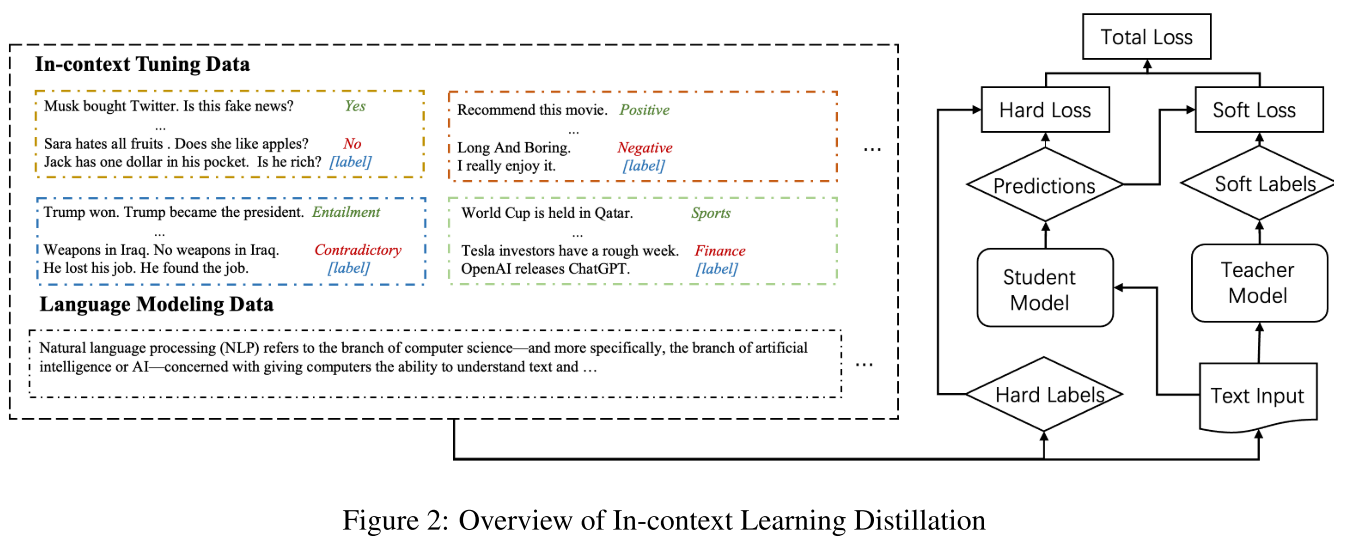 In-context Tuning Data
Musk bought Twitter. Is this fake news? Yes
...
Sara hates all fruits . Does she like apples? No
Jack has one dollar in his pocket. Is he rich? [label]
Recommend this movie. Positive
...
Long And Boring. Negative
I really enjoy it. [label]
...
Trump won. Trump became the president. Entailment
...
Weapons in Iraq. No weapons in Iraq. Contradictory
He lost his job. He found the job. [label]
World Cup is held in Qatar. Sports
...
Tesla investors have a rough week. Finance
OpenAI releases ChatGPT. [label]
Language Modeling Data
Natural language processing (NLP) refers to the branch of computer science—and more specifically, the branch of artificial
intelligence or AI—concerned with giving computers the ability to understand text and …
...
Total Loss
Hard Loss
Soft Loss
Predictions
Soft Labels
Student
Model
Teacher
Model
Hard Labels
Text Input
Figure 2: Overview of In-context Learning Distillation